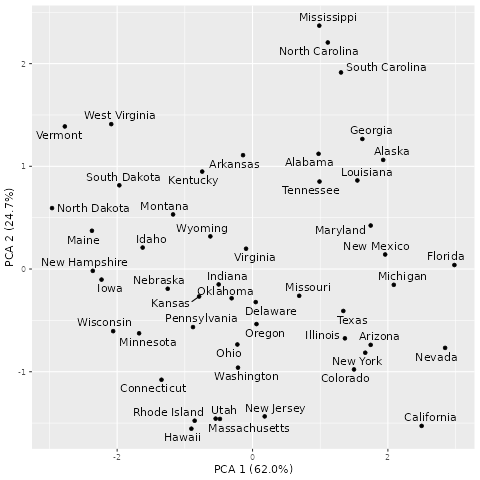 Mississippi
North Carolina
South Carolina
2
West Virginia
Vermont
Georgia
Alaska
Arkansas
Alabama
1
South Dakota
Kentucky
Louisiana
Tennessee
North Dakota
Montana
Maine
Idaho
Wyoming
Maryland
New Mexico
Virginia
Florida
0
New Hampshire
Iowa
Nebraska
Indiana
Michigan
Kansas
Oklahoma
Missouri
Delaware
Wisconsin
Pennsylvania
Texas
Minnesota
Oregon
Illinois
Arizona
Ohio
New York
Nevada
-1
Washington
Colorado
Connecticut
Rhode Island
Utah
New Jersey
California
Hawaii
Massachusetts
-2
0
2
PCA 1 (62.0%)
PCA 2 (24.7%)